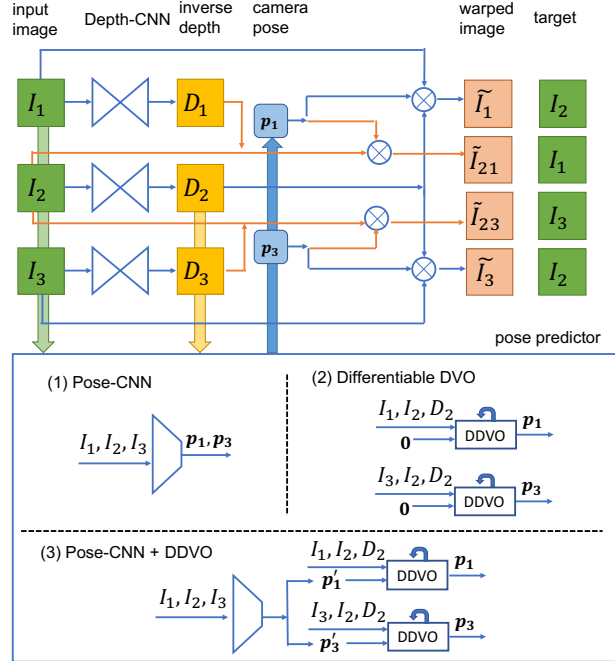 input image
Depth-CNN
inverse depth
camera pose
warped image
target
I₁
D₁
p₁
Ĩ₁
I₂
Ĩ₂₁
I₁
I₂
D₂
Ĩ₂₃
I₃
I₃
D₃
p₃
Ĩ₃
I₂
pose predictor
(1) Pose-CNN
I₁, I₂, I₃
p₁, p₃
(2) Differentiable DVO
I₁, I₂, D₂
0
DDVO
p₁
I₃, I₂, D₂
0
DDVO
p₃
(3) Pose-CNN + DDVO
I₁, I₂, I₃
I₁, I₂, D₂
p₁′
DDVO
p₁
I₃, I₂, D₂
p₃′
DDVO
p₃